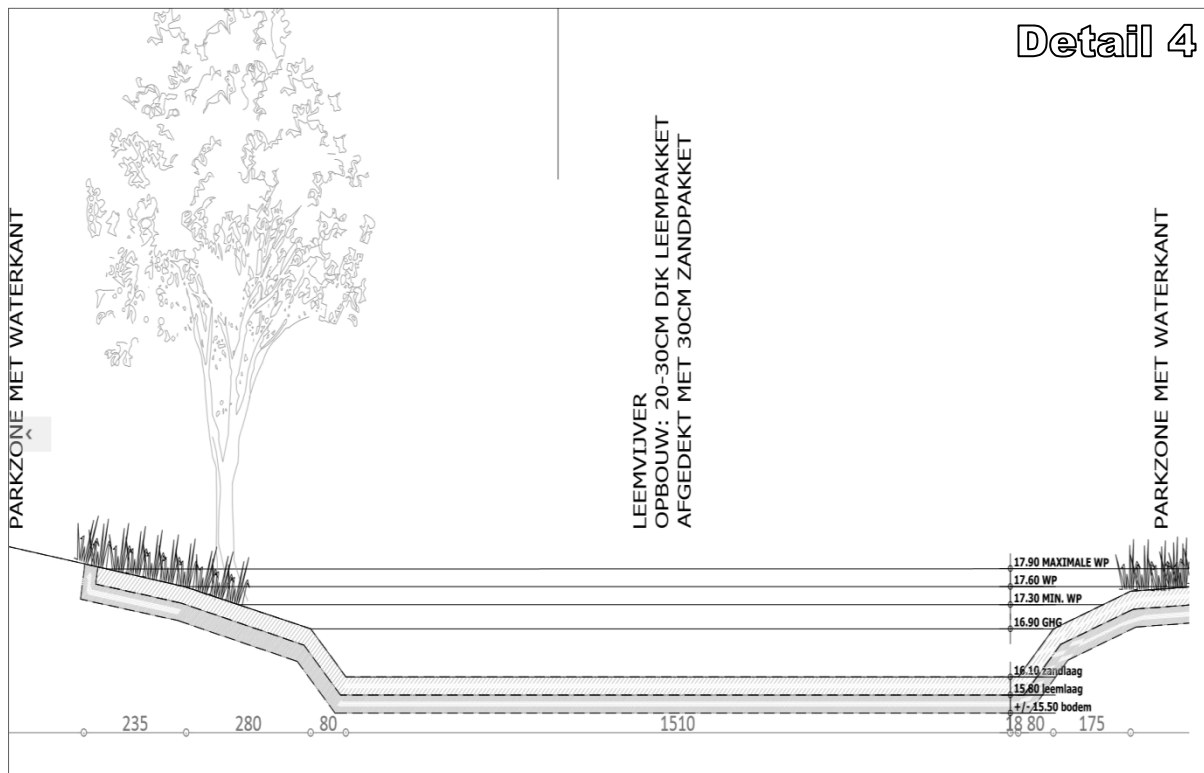 Detail 4
PARKZONE MET WATERKANT
LEEMVIJVER
OPBOUW: 20-30CM DIK LEEMPAKKET
AFGEDEKT MET 30CM ZANDPAKKET
PARKZONE MET WATERKANT
17.90 MAXIMALE WP
17.60 WP
17.30 MIN. WP
16.90 GHG
16.10 zandlaag
15.80 leemlaag
+/- 15.50 bodem
235 280 80 1510 18 80 175